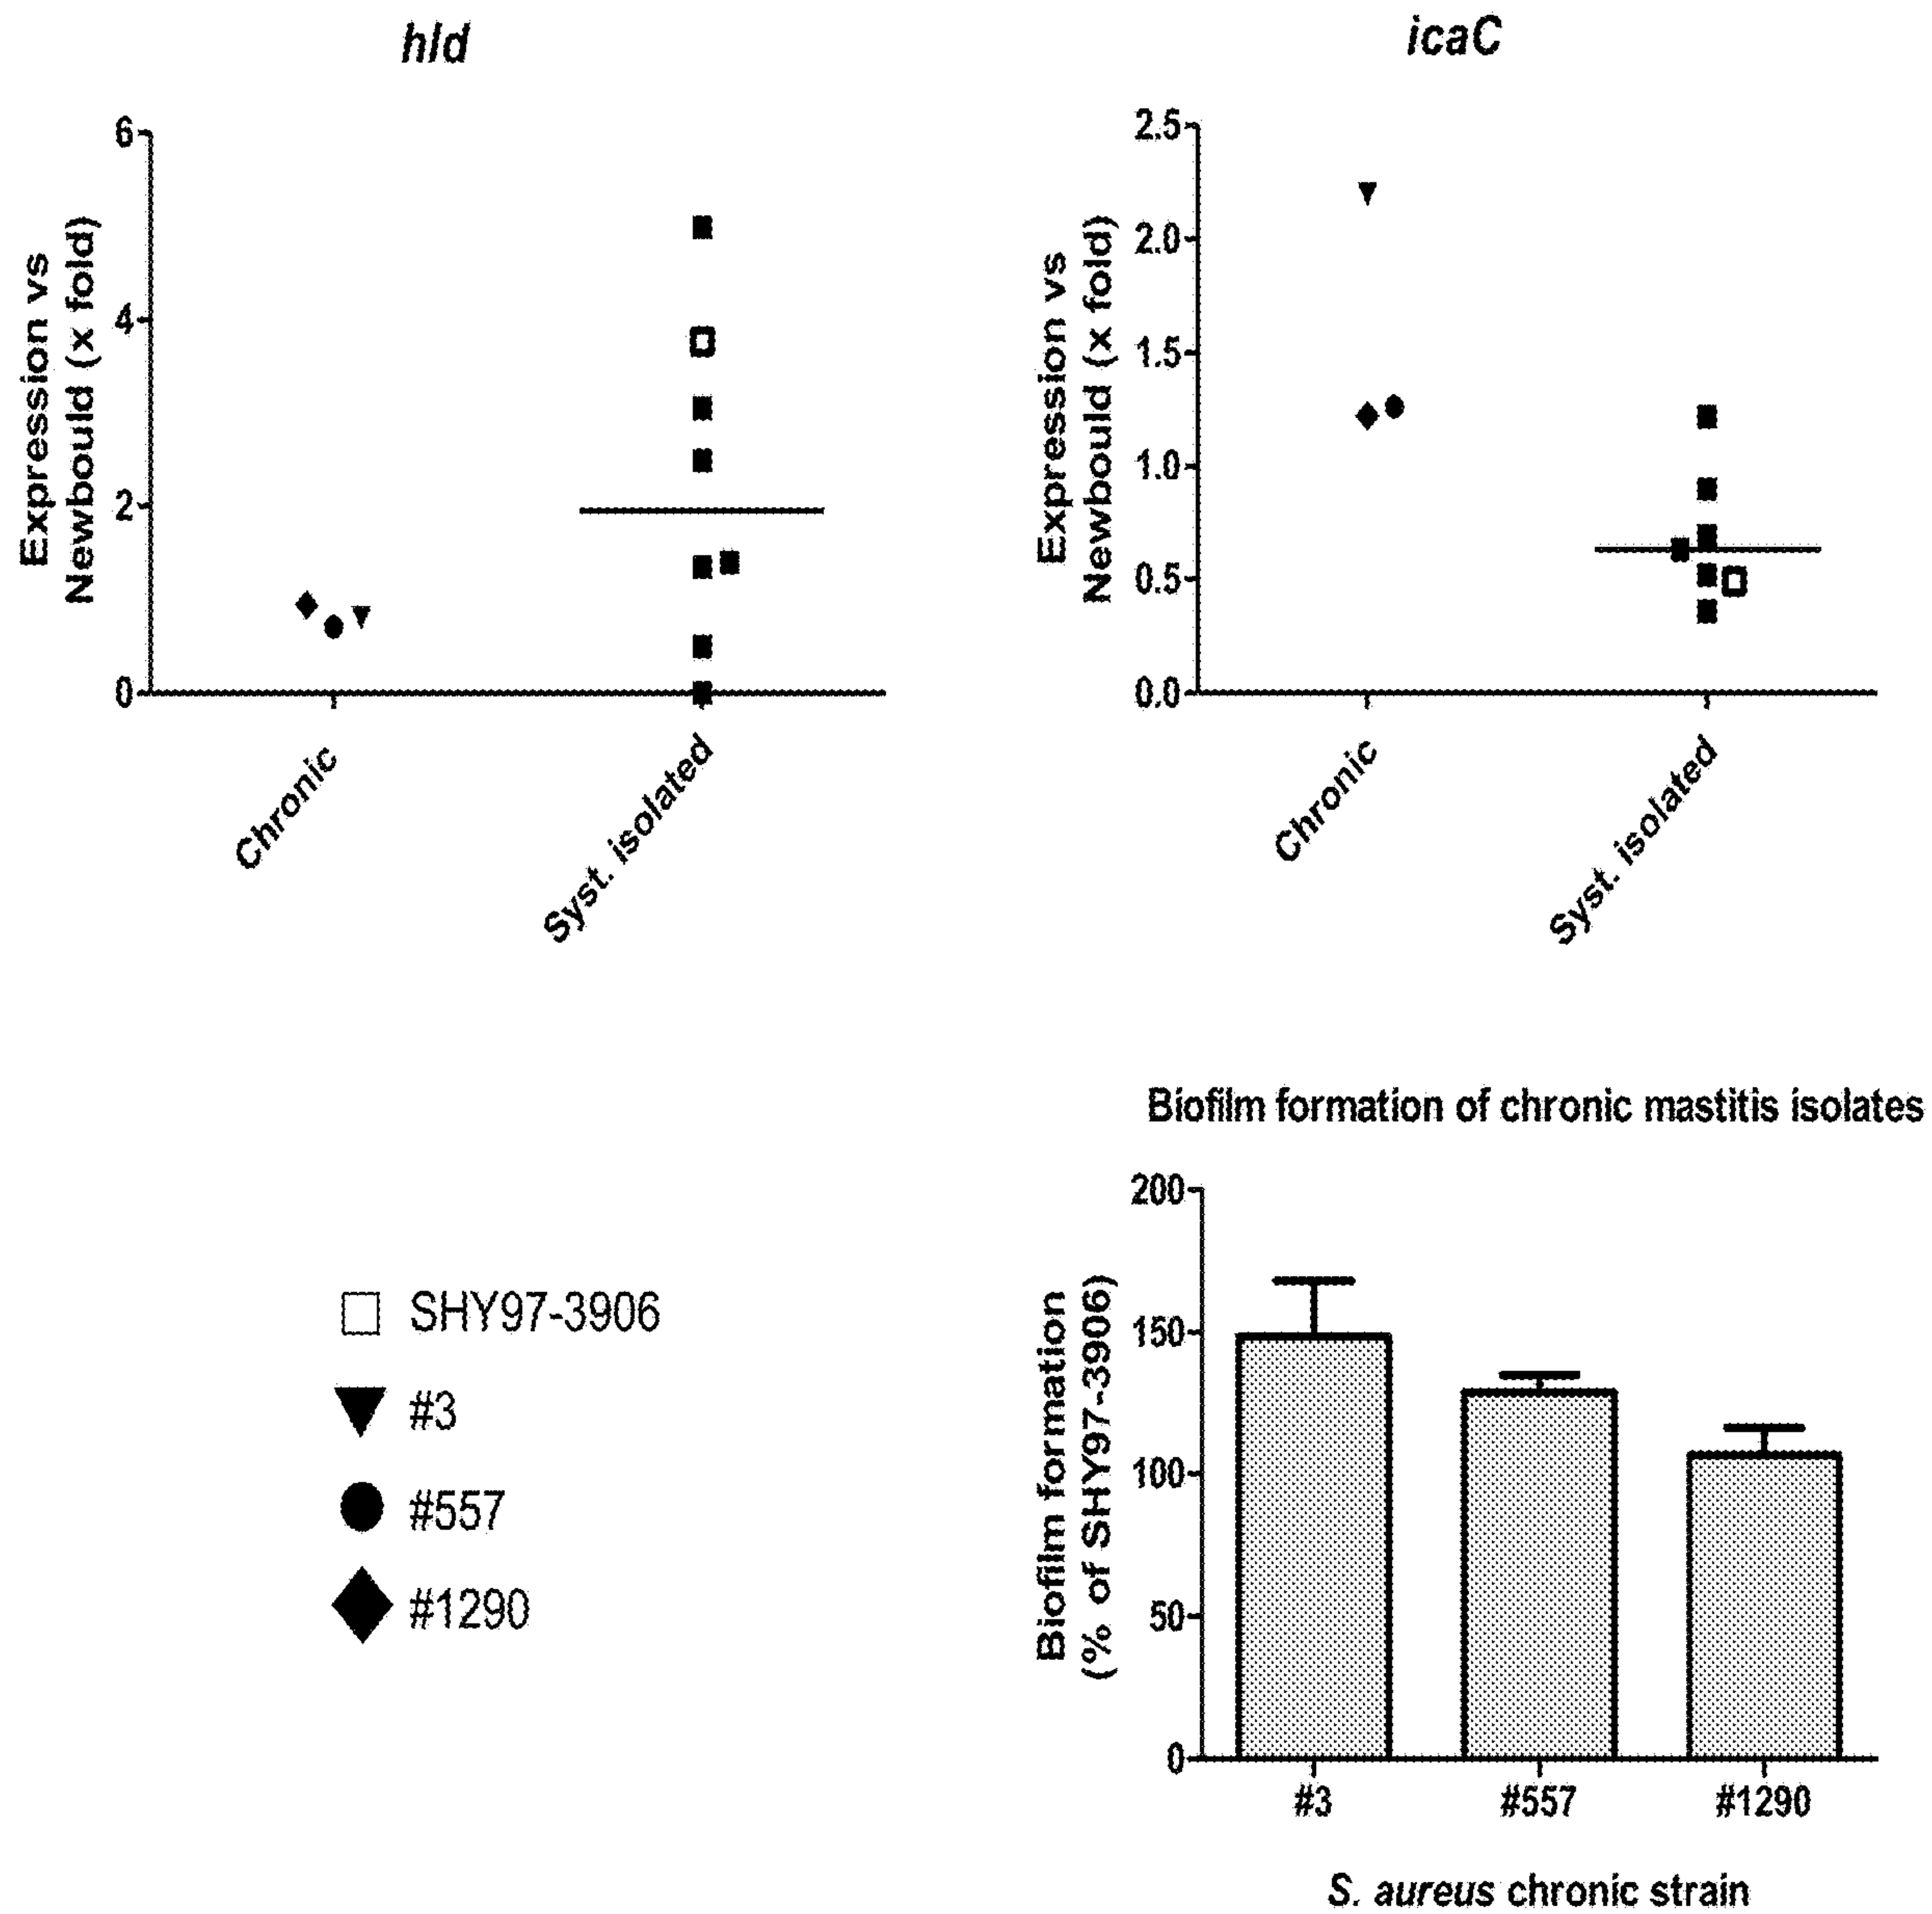 hld
6
4
2
0
Expression vs
Newbould (x fold)
Chronic
Syst. isolated
icaC
2.5
2.0
1.5
1.0
0.5
0.0
Expression vs
Newbould (x fold)
Chronic
Syst. isolated
SHY97-3906
#3
#557
#1290
Biofilm formation of chronic mastitis isolates
200
150
100
50
0
Biofilm formation
(% of SHY97-3906)
#3
#557
#1290
S. aureus chronic strain